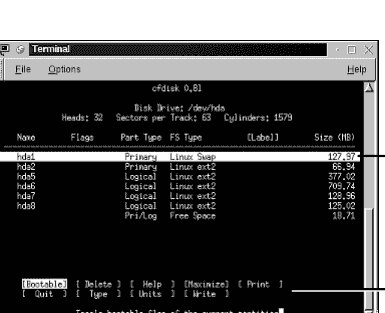 Terminal
File Options Help
cfdisk 0.81
Disk Drive: /dev/hda
Heads: 32 Sectors per Track: 63 Cylinders: 1579
Name Flags Part Type FS Type [Label] Size (MB)
hda1 Primary Linux Swap 127.97
hda2 Primary Linux ext2 66.94
hda5 Logical Linux ext2 377.02
hda6 Logical Linux ext2 709.74
hda7 Logical Linux ext2 128.96
hda8 Logical Linux ext2 125.02
Pri/Log Free Space 18.71
[Bootable] [ Delete ] [ Help ] [Maximize] [ Print ]
[ Quit ] [ Type ] [ Units ] [ Write ]
Toggle bootable flag of the current partition